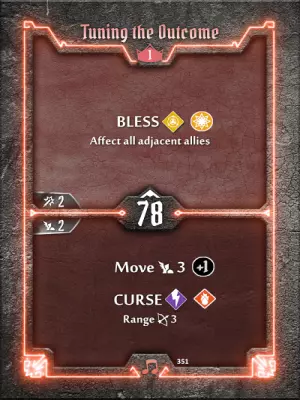 Tuning the Outcome
1
BLESS
Affect all adjacent allies
2
78
2
Move 3 +1
CURSE
Range 3
351